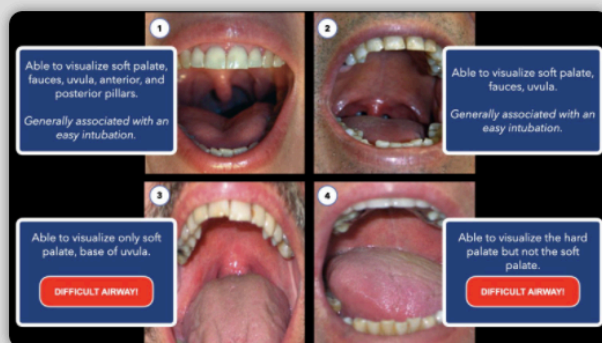 1
Able to visualize soft palate,
fauces, uvula, anterior, and
posterior pillars.
Generally associated with an
easy intubation.
2
Able to visualize soft palate,
fauces, uvula.
Generally associated with an
easy intubation.
3
Able to visualize only soft
palate, base of uvula.
DIFFICULT AIRWAY!
4
Able to visualize the hard
palate but not the soft
palate.
DIFFICULT AIRWAY!